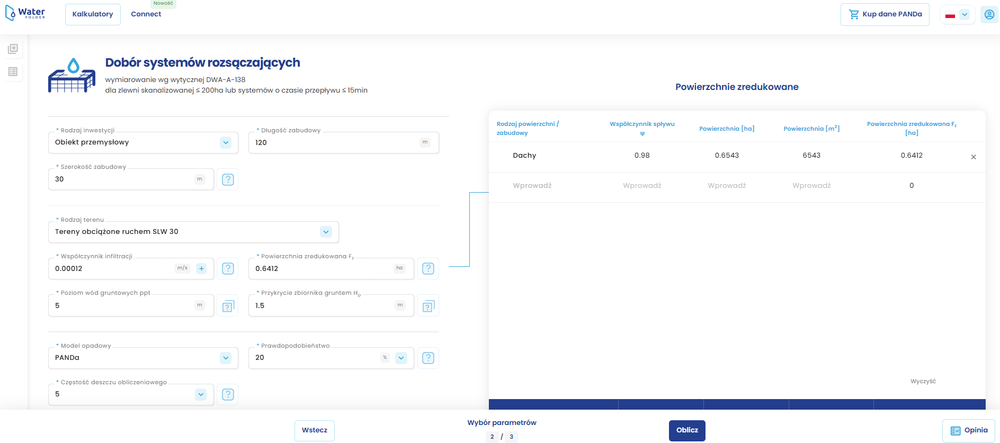 Water
FOLDER
Kalkulatory
Connect
Nowość
Kup dane PANDa
Dobór systemów rozsączających
wymiarowanie wg wytycznej DWA-A-138
dla zlewni skanalizowanej ≤ 200ha lub systemów o czasie przepływu ≤ 15min
* Rodzaj inwestycji
Obiekt przemysłowy
* Długość zabudowy
120 m
* Szerokość zabudowy
30 m
* Rodzaj terenu
Tereny obciążone ruchem SLW 30
* Współczynnik infiltracji
0.00012 m/s +
* Powierzchnia zredukowana Fz
0.6412 ha
* Poziom wód gruntowych ppt
5 m
* Przykrycie zbiornika gruntem Hp
1.5 m
* Model opadowy
PANDa
* Prawdopodobieństwo
20 %
* Częstość deszczu obliczeniowego
5
Powierzchnie zredukowane
Rodzaj powierzchni / zabudowy
Współczynnik spływu ψ
Powierzchnia [ha]
Powierzchnia [m²]
Powierzchnia zredukowana Fz [ha]
Dachy 0.98 0.6543 6543 0.6412
Wprowadź Wprowadź Wprowadź Wprowadź 0
Wyczyść
Wstecz
Wybór parametrów
2 / 3
Oblicz
Opinia